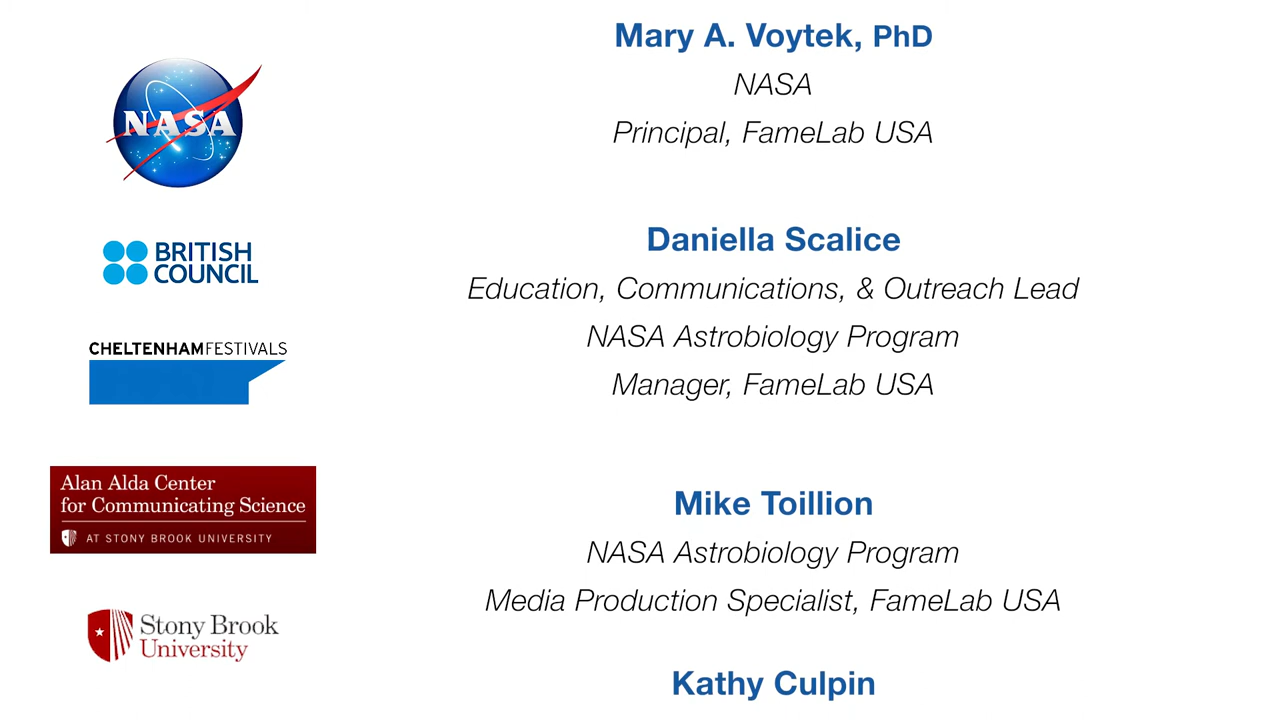 NASA
BRITISH
COUNCIL
CHELTENHAMFESTIVALS
Alan Alda Center
for Communicating Science
AT STONY BROOK UNIVERSITY
Stony Brook
University
Mary A. Voytek, PhD
NASA
Principal, FameLab USA
Daniella Scalice
Education, Communications, & Outreach Lead
NASA Astrobiology Program
Manager, FameLab USA
Mike Toillion
NASA Astrobiology Program
Media Production Specialist, FameLab USA
Kathy Culpin